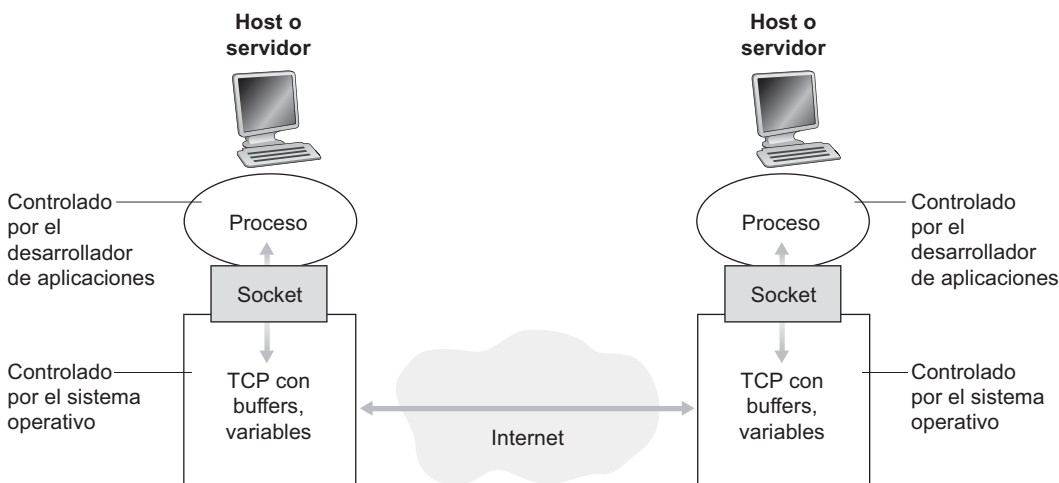 Host o
servidor
Host o
servidor
Controlado
por el
desarrollador
de aplicaciones
Proceso
Proceso
Controlado
por el
desarrollador
de aplicaciones
Socket
Socket
Controlado
por el sistema
operativo
TCP con
buffers,
variables
Internet
TCP con
buffers,
variables
Controlado
por el sistema
operativo